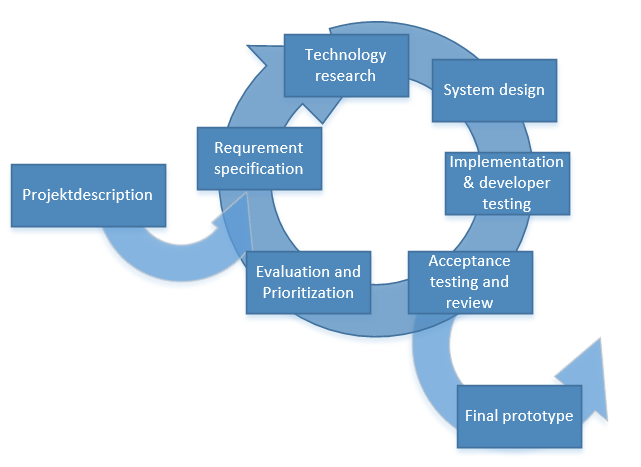 Technology
research
System design
Requrement
specification
Implementation
& developer
testing
Projektdescription
Evaluation and
Prioritization
Acceptance
testing and
review
Final prototype